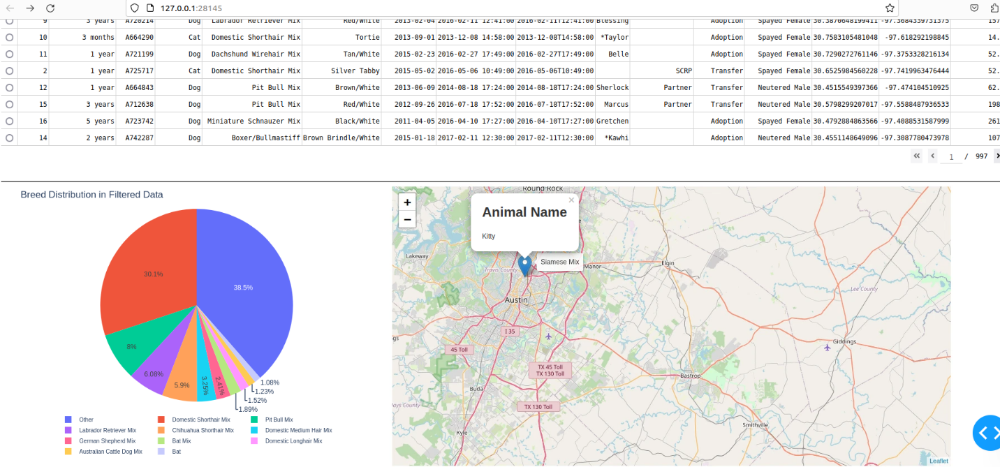 127.0.0.1:28145
9 3 years A720214 Dog Labrador Retriever Mix Red/White 2013-02-04 2016-02-11 12:41:00 2016-02-11T12:41:00 Blessing Adoption Spayed Female 30.3870648199411 -97.3684339731375 157
10 3 months A664290 Cat Domestic Shorthair Mix Tortie 2013-09-01 2013-12-08 14:58:00 2013-12-08T14:58:00 *Taylor Adoption Spayed Female 30.7583105481048 -97.618292198845 14.
11 1 year A721199 Dog Dachshund Wirehair Mix Tan/White 2015-02-23 2016-02-27 17:49:00 2016-02-27T17:49:00 Belle Adoption Spayed Female 30.7290272761146 -97.3753328216134 52.
2 1 year A725717 Cat Domestic Shorthair Mix Silver Tabby 2015-05-02 2016-05-06 10:49:00 2016-05-06T10:49:00 SCRP Transfer Spayed Female 30.6525984560228 -97.7419963476444 52.
12 1 year A664843 Dog Pit Bull Mix Brown/White 2013-06-09 2014-08-18 17:24:00 2014-08-18T17:24:00 Sherlock Partner Transfer Neutered Male 30.4515549397366 -97.474104510925 62.
15 3 years A712638 Dog Pit Bull Mix Red/White 2012-09-26 2016-07-18 17:52:00 2016-07-18T17:52:00 Marcus Partner Transfer Neutered Male 30.5798299207017 -97.5588487936533 198
16 5 years A723742 Dog Miniature Schnauzer Mix Black/White 2011-04-05 2016-04-10 17:27:00 2016-04-10T17:27:00 Gretchen Adoption Neutered Male 30.4792884863566 -97.4088531587999 261
14 2 years A742287 Dog Boxer/Bullmastiff Brown Brindle/White 2015-01-18 2017-02-11 12:30:00 2017-02-11T12:30:00 *Kawhi Adoption Neutered Male 30.4551148649096 -97.3087780473978 107
1 / 997
Breed Distribution in Filtered Data
30.1%
38.5%
8%
6.08%
5.9%
3.25%
2.41%
1.08%
1.23%
1.52%
1.89%
Other Domestic Shorthair Mix Pit Bull Mix
Labrador Retriever Mix Chihuahua Shorthair Mix Domestic Medium Hair Mix
German Shepherd Mix Bat Mix Domestic Longhair Mix
Australian Cattle Dog Mix Bat
+
−
Round Rock
Animal Name
Kitty
Siamese Mix
Lakeway
Travis County
Manor
Elgin
Lee County
Austin
I 35
45 Toll
Giddings
TX 45 Toll
TX 130 Toll
Bastrop
Buda
TX 130 Toll
Smithville
Kyle
Leaflet